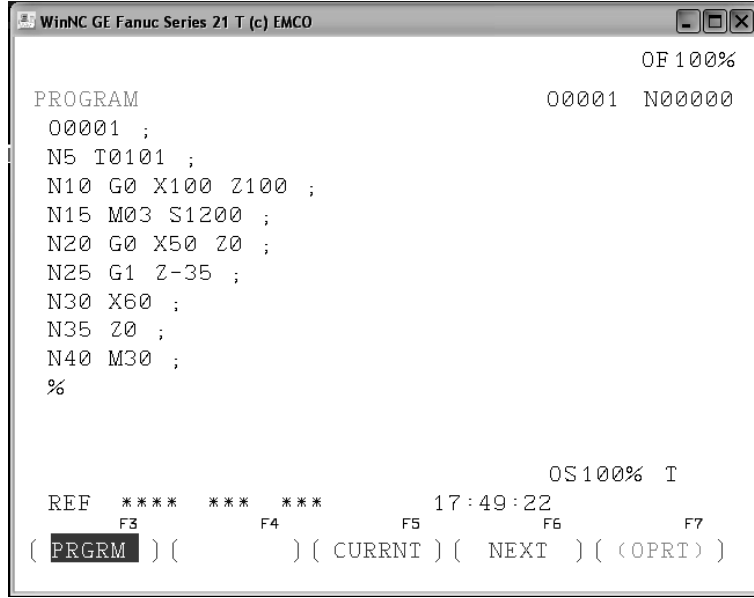 WinNC GE Fanuc Series 21 T (c) EMCO
OF100%
PROGRAM O0001 N00000
O0001 ;
N5 T0101 ;
N10 G0 X100 Z100 ;
N15 M03 S1200 ;
N20 G0 X50 Z0 ;
N25 G1 Z-35 ;
N30 X60 ;
N35 Z0 ;
N40 M30 ;
%
OS100% T
REF **** *** *** 17:49:22
F3 F4 F5 F6 F7
( PRGRM ) ( ) ( CURRNT ) ( NEXT ) ( (OPRT) )